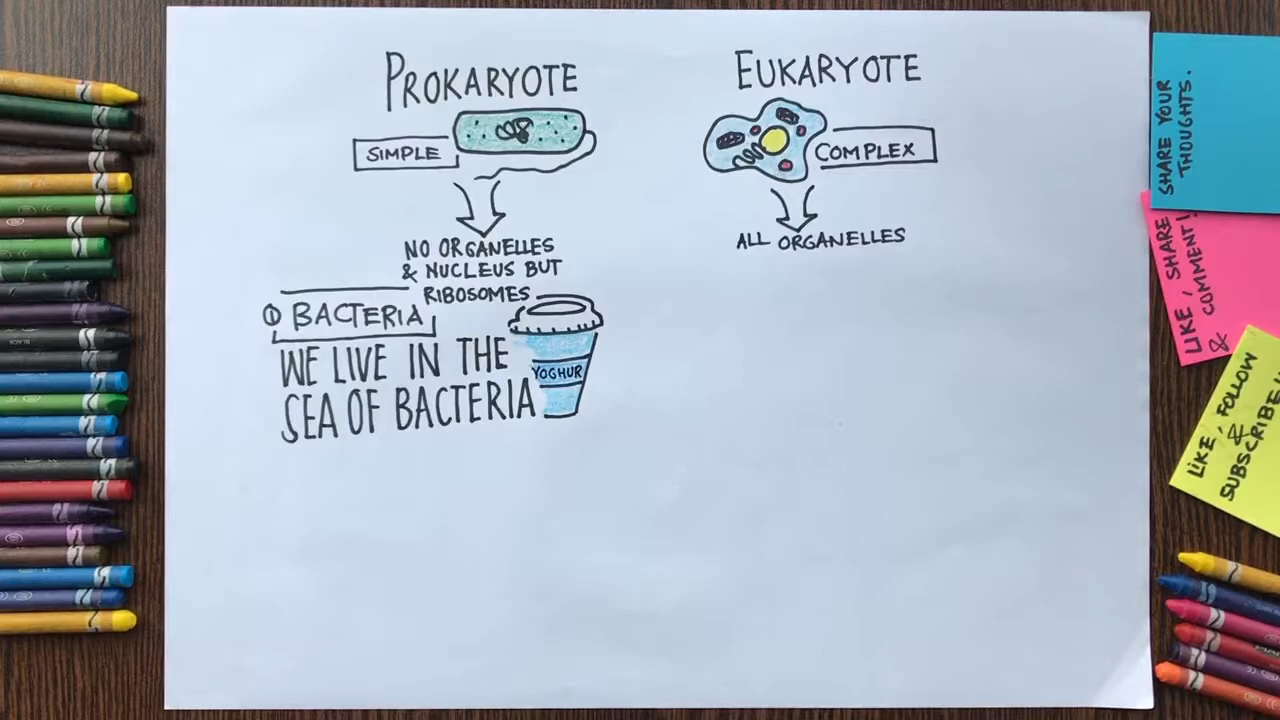 PROKARYOTE
SIMPLE
NO ORGANELLES
& NUCLEUS BUT
RIBOSOMES
① BACTERIA
WE LIVE IN THE
SEA OF BACTERIA
YOGHUR
EUKARYOTE
COMPLEX
ALL ORGANELLES
SHARE YOUR
THOUGHTS.
LIKE, SHARE
&
COMMENT!
LIKE, FOLLOW
&
SUBSCRIBE!
BLACK